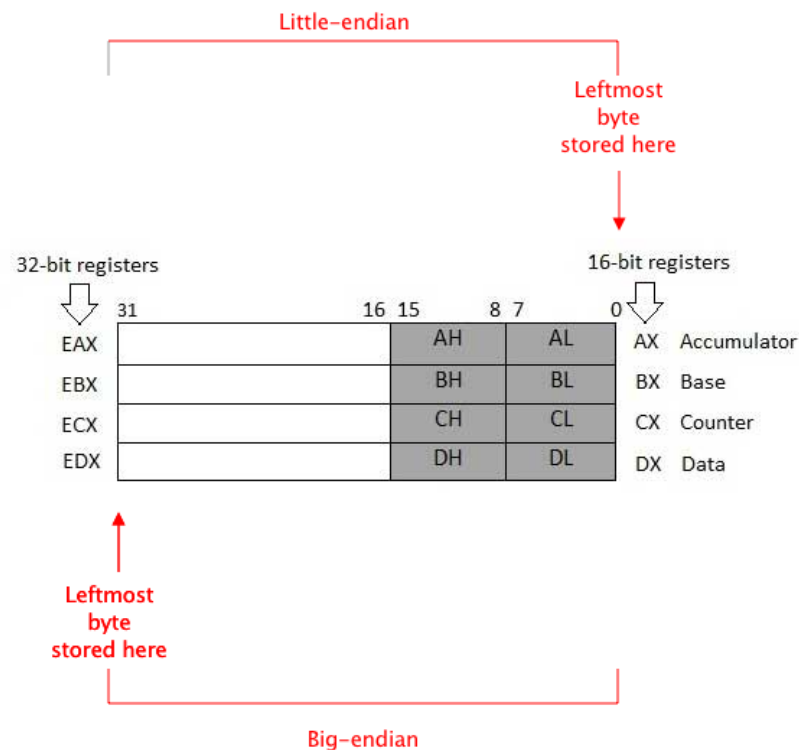 Little-endian
Leftmost
byte
stored here
32-bit registers
16-bit registers
31 16 15 8 7 0
EAX AH AL AX Accumulator
EBX BH BL BX Base
ECX CH CL CX Counter
EDX DH DL DX Data
Leftmost
byte
stored here
Big-endian